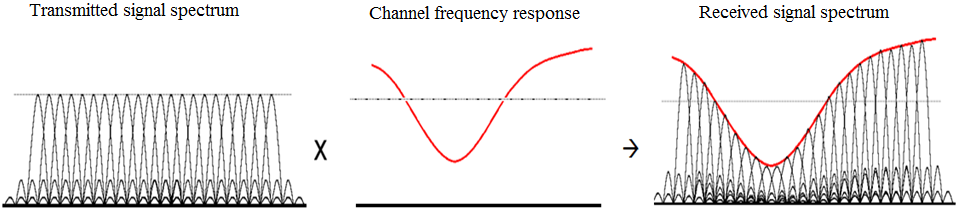 Transmitted signal spectrum
Channel frequency response
Received signal spectrum
X